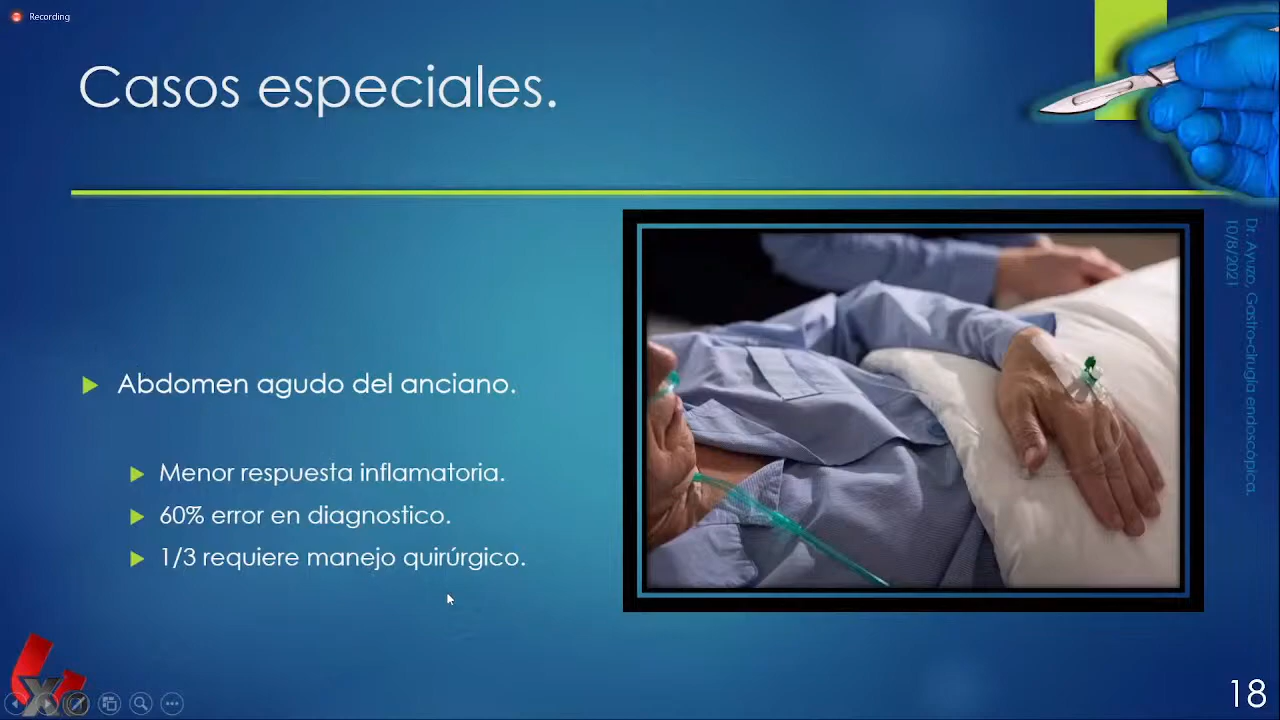 Recording
Casos especiales.
Abdomen agudo del anciano.
Menor respuesta inflamatoria.
60% error en diagnostico.
1/3 requiere manejo quirúrgico.
Dr. Ayuzo, Gastro-cirugía endoscópica.
10/8/2021
18